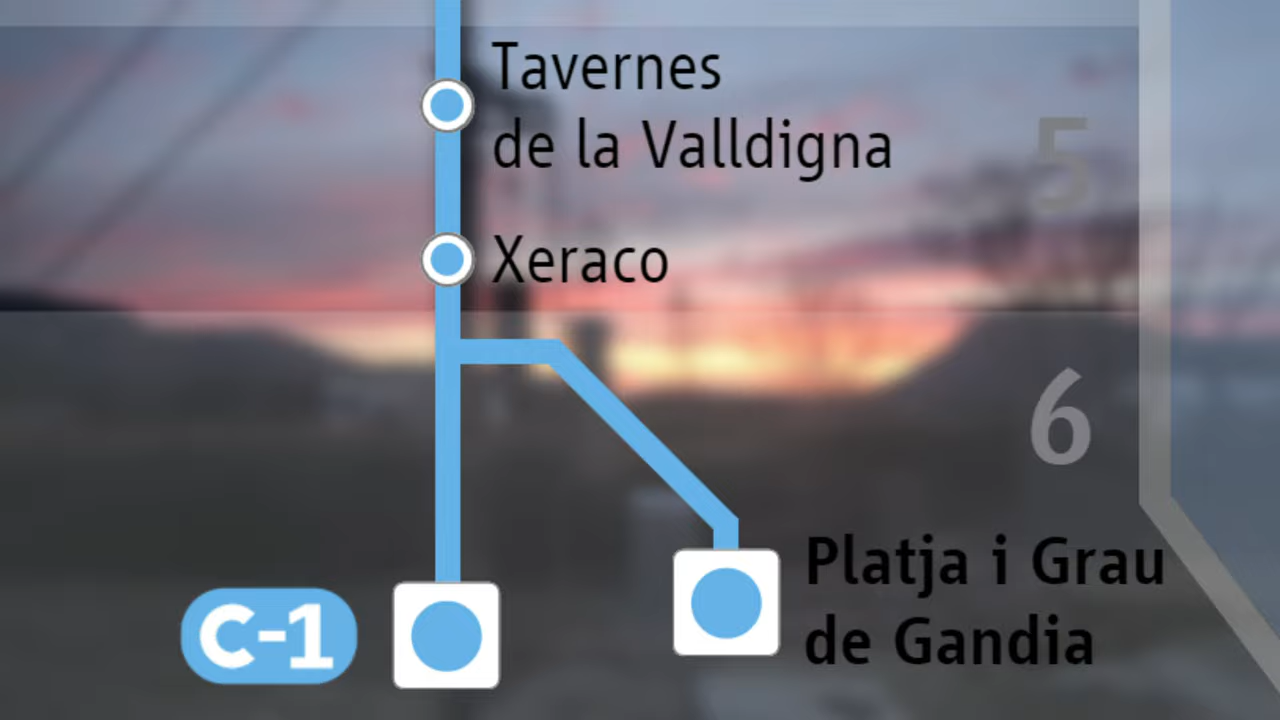 Tavernes
de la Valldigna
5
Xeraco
6
Platja i Grau
de Gandia
C-1